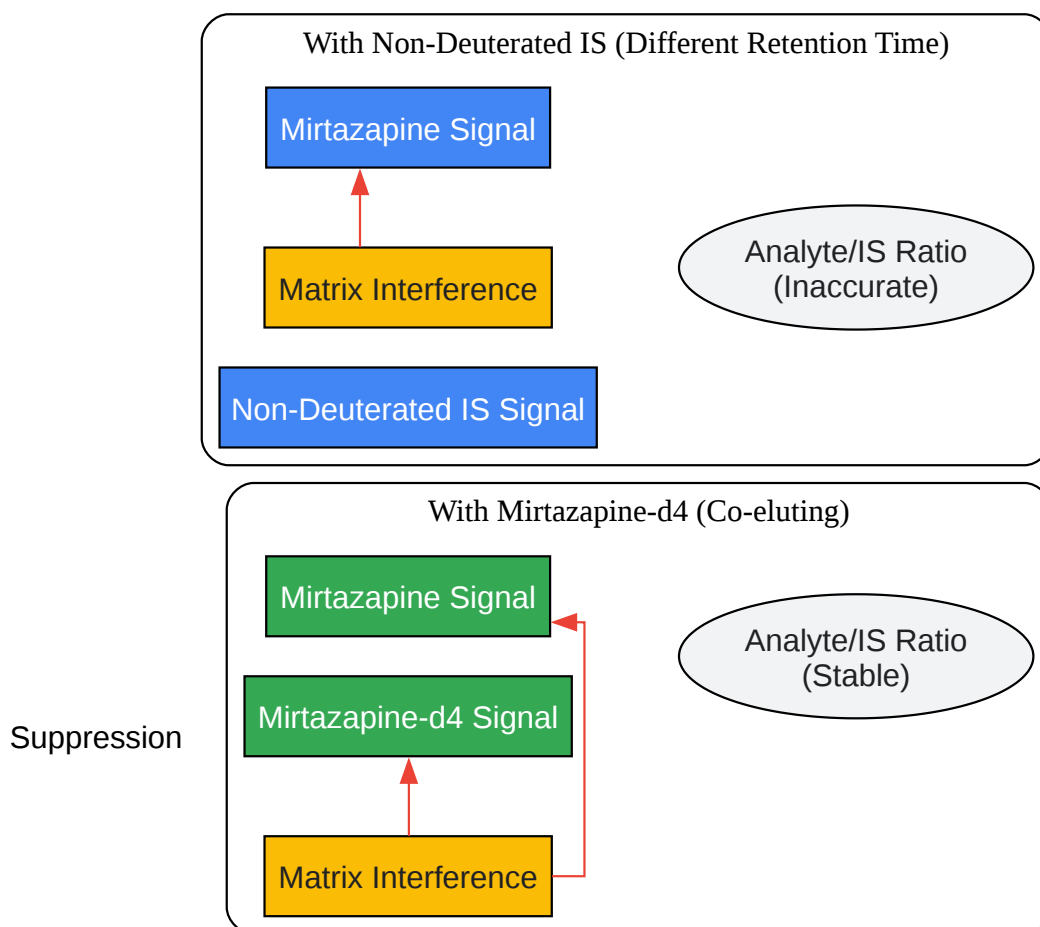 With Non-Deuterated IS (Different Retention Time)
Mirtazapine Signal
Matrix Interference
Analyte/IS Ratio
(Inaccurate)
Non-Deuterated IS Signal
With Mirtazapine-d4 (Co-eluting)
Mirtazapine Signal
Analyte/IS Ratio
(Stable)
Mirtazapine-d4 Signal
Suppression
Matrix Interference